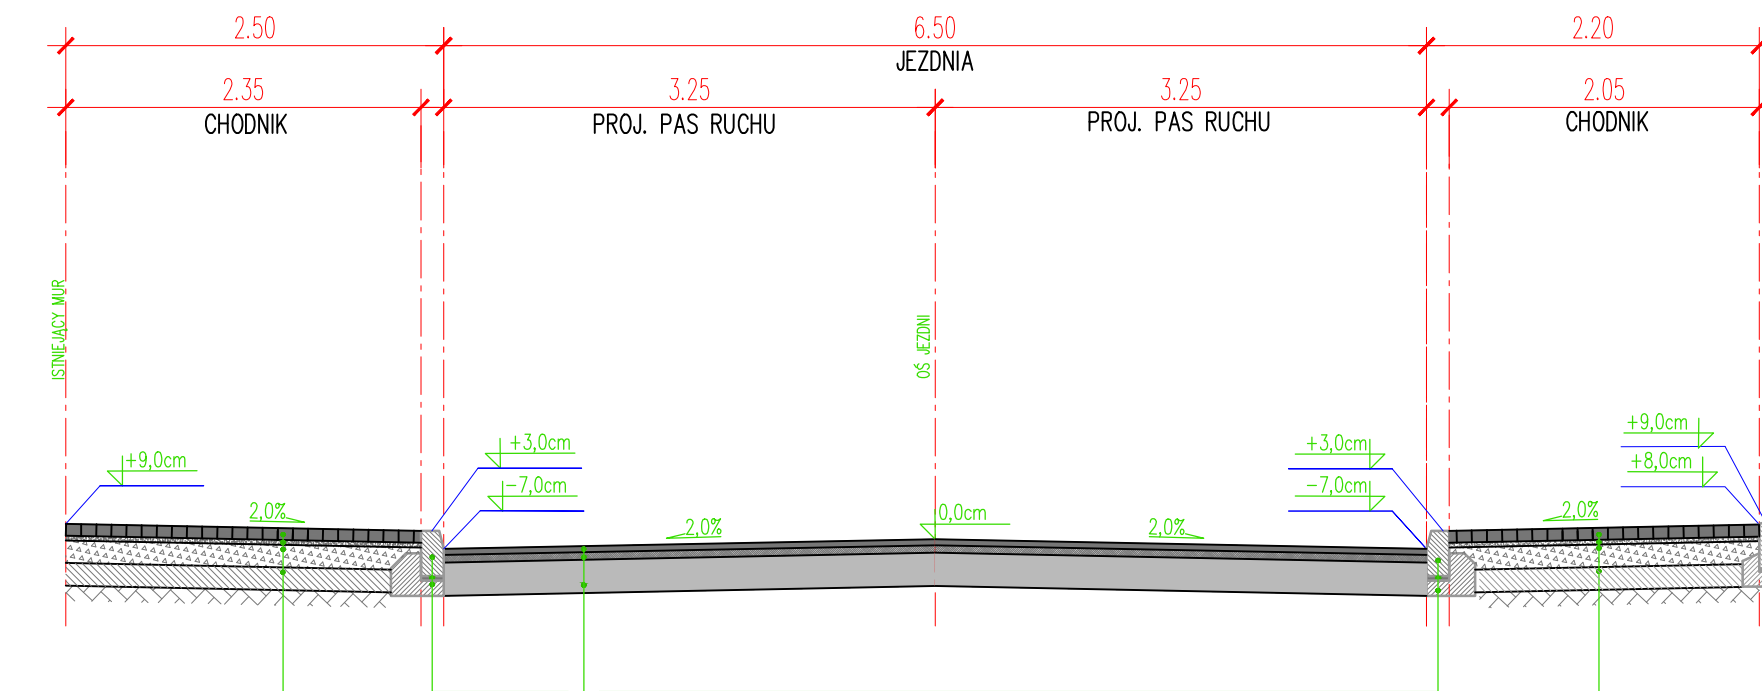 2.50 6.50 2.20
JEZDNIA
2.35 3.25 3.25 2.05
CHODNIK PROJ. PAS RUCHU PROJ. PAS RUCHU CHODNIK
ISTNIEJĄCY MUR
OŚ JEZDNI
+9,0cm
+3,0cm +3,0cm
+9,0cm
+8,0cm
-7,0cm -7,0cm
2,0% 2,0% 0,0cm 2,0% 2,0%